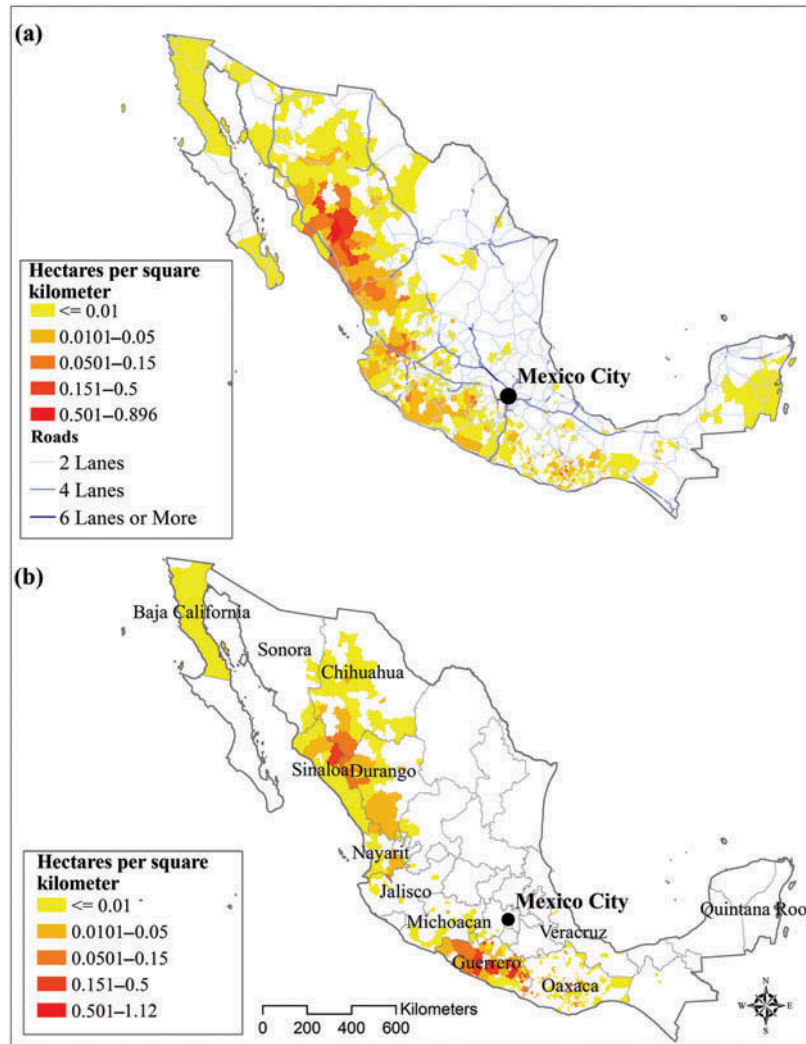 (a)
Hectares per square
kilometer
<= 0.01
0.0101–0.05
0.0501–0.15
0.151–0.5
0.501–0.896
Roads
2 Lanes
4 Lanes
6 Lanes or More
Mexico City
(b)
Baja California
Sonora
Chihuahua
Sinaloa
Durango
Nayarit
Jalisco
Mexico City
Michoacan
Quintana Roo
Veracruz
Guerrero
Oaxaca
Hectares per square
kilometer
<= 0.01
0.0101–0.05
0.0501–0.15
0.151–0.5
0.501–1.12
Kilometers
0 200 400 600
N
W E
S